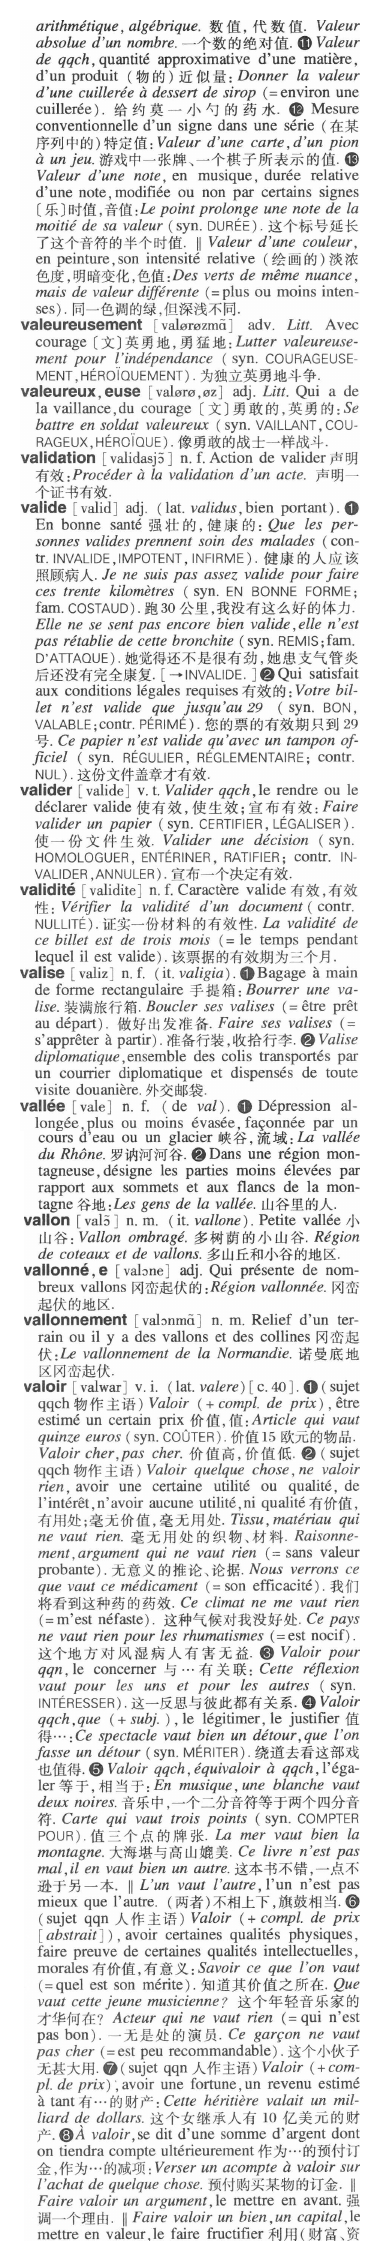 arithmétique, algébrique. 数值, 代数值. Valeur
absolue d'un nombre. 一个数的绝对值. ⓫ Valeur
de qqch, quantité approximative d'une matière,
d'un produit (物的) 近似量: Donner la valeur
d'une cuillerée à dessert de sirop (= environ une
cuillerée). 给约莫一小勺的药水. ⓬ Mesure
conventionnelle d'un signe dans une série (在某
序列中的) 特定值: Valeur d'une carte, d'un pion
à un jeu. 游戏中一张牌、一个棋子所表示的值. ⓭
Valeur d'une note, en musique, durée relative
d'une note, modifiée ou non par certains signes
〔乐〕时值, 音值: Le point prolonge une note de la
moitié de sa valeur (syn. DURÉE). 这个标号延长
了这个音符的半个时值. ‖ Valeur d'une couleur,
en peinture, son intensité relative (绘画的) 淡浓
色度, 明暗变化, 色值: Des verts de même nuance,
mais de valeur différente (= plus ou moins inten-
ses). 同一色调的绿, 但深浅不同.
valeureusement [valørøzmɑ̃] adv. Litt. Avec
courage 〔文〕英勇地, 勇猛地: Lutter valeureuse-
ment pour l'indépendance (syn. COURAGEUSE-
MENT, HÉROÏQUEMENT). 为独立英勇地斗争.
valeureux, euse [valørø, øz] adj. Litt. Qui a de
la vaillance, du courage 〔文〕勇敢的, 英勇的: Se
battre en soldat valeureux (syn. VAILLANT, COU-
RAGEUX, HÉROÏQUE). 像勇敢的战士一样战斗.
validation [validasjɔ̃] n. f. Action de valider 声明
有效: Procéder à la validation d'un acte. 声明一
个证书有效.
valide [valid] adj. (lat. validus, bien portant). ❶
En bonne santé 强壮的, 健康的: Que les per-
sonnes valides prennent soin des malades (con-
tr. INVALIDE, IMPOTENT, INFIRME). 健康的人应该
照顾病人. Je ne suis pas assez valide pour faire
ces trente kilomètres (syn. EN BONNE FORME;
fam. COSTAUD). 跑30公里, 我没有这么好的体力.
Elle ne se sent pas encore bien valide, elle n'est
pas rétablie de cette bronchite (syn. REMIS; fam.
D'ATTAQUE). 她觉得还不是很有劲, 她患支气管炎
后还没有完全康复. [→INVALIDE.] ❷ Qui satisfait
aux conditions légales requises 有效的: Votre bil-
let n'est valide que jusqu'au 29 (syn. BON,
VALABLE; contr. PÉRIMÉ). 您的票的有效期只到29
号. Ce papier n'est valide qu'avec un tampon of-
ficiel (syn. RÉGULIER, RÉGLEMENTAIRE; contr.
NUL). 这份文件盖章才有效.
valider [valide] v. t. Valider qqch, le rendre ou le
déclarer valide 使有效, 使生效; 宣布有效: Faire
valider un papier (syn. CERTIFIER, LÉGALISER).
使一份文件生效. Valider une décision (syn.
HOMOLOGUER, ENTÉRINER, RATIFIER; contr. IN-
VALIDER, ANNULER). 宣布一个决定有效.
validité [validite] n. f. Caractère valide 有效, 有效
性: Vérifier la validité d'un document (contr.
NULLITÉ). 证实一份材料的有效性. La validité de
ce billet est de trois mois (= le temps pendant
lequel il est valide). 该票据的有效期为三个月.
valise [valiz] n. f. (it. valigia). ❶ Bagage à main
de forme rectangulaire 手提箱: Bourrer une va-
lise. 装满旅行箱. Boucler ses valises (= être prêt
au départ). 做好出发准备. Faire ses valises (=
s'apprêter à partir). 准备行装, 收拾行李. ❷ Valise
diplomatique, ensemble des colis transportés par
un courrier diplomatique et dispensés de toute
visite douanière. 外交邮袋.
vallée [vale] n. f. (de val). ❶ Dépression al-
longée, plus ou moins évasée, façonnée par un
cours d'eau ou un glacier 峡谷, 流域: La vallée
du Rhône. 罗讷河河谷. ❷ Dans une région mon-
tagneuse, désigne les parties moins élevées par
rapport aux sommets et aux flancs de la mon-
tagne 谷地: Les gens de la vallée. 山谷里的人.
vallon [valɔ̃] n. m. (it. vallone). Petite vallée 小
山谷: Vallon ombragé. 多树荫的小山谷. Région
de coteaux et de vallons. 多山丘和小谷的地区.
vallonné, e [valɔne] adj. Qui présente de nom-
breux vallons 冈峦起伏的: Région vallonnée. 冈峦
起伏的地区.
vallonnement [valɔnmɑ̃] n. m. Relief d'un ter-
rain ou il y a des vallons et des collines 冈峦起
伏: Le vallonnement de la Normandie. 诺曼底地
区冈峦起伏.
valoir [valwar] v. i. (lat. valere) [c. 40]. ❶ (sujet
qqch 物作主语) Valoir (+ compl. de prix), être
estimé un certain prix 价值, 值: Article qui vaut
quinze euros (syn. COÛTER). 价值15欧元的物品.
Valoir cher, pas cher. 价值高, 价值低. ❷ (sujet
qqch 物作主语) Valoir quelque chose, ne valoir
rien, avoir une certaine utilité ou qualité, de
l'intérêt, n'avoir aucune utilité, ni qualité 有价值,
有用处; 毫无价值, 毫无用处. Tissu, matériau qui
ne vaut rien. 毫无用处的织物、材料. Raisonne-
ment, argument qui ne vaut rien (= sans valeur
probante). 无意义的推论、论据. Nous verrons ce
que vaut ce médicament (= son efficacité). 我们
将看到这种药的药效. Ce climat ne me vaut rien
(= m'est néfaste). 这种气候对我没好处. Ce pays
ne vaut rien pour les rhumatismes (= est nocif).
这个地方对风湿病人有害无益. ❸ Valoir pour
qqn, le concerner 与…有关联: Cette réflexion
vaut pour les uns et pour les autres (syn.
INTÉRESSER). 这一反思与彼此都有关系. ❹ Valoir
qqch, que (+ subj.), le légitimer, le justifier 值
得…: Ce spectacle vaut bien un détour, que l'on
fasse un détour (syn. MÉRITER). 绕道去看这部戏
也值得. ❺ Valoir qqch, équivaloir à qqch, l'éga-
ler 等于, 相当于: En musique, une blanche vaut
deux noires. 音乐中, 一个二分音符等于两个四分音
符. Carte qui vaut trois points (syn. COMPTER
POUR). 值三个点的牌张. La mer vaut bien la
montagne. 大海堪与高山媲美. Ce livre n'est pas
mal, il en vaut bien un autre. 这本书不错, 一点不
逊于另一本. ‖ L'un vaut l'autre, l'un n'est pas
mieux que l'autre. (两者) 不相上下, 旗鼓相当. ❻
(sujet qqn 人作主语) Valoir (+ compl. de prix
[abstrait]), avoir certaines qualités physiques,
faire preuve de certaines qualités intellectuelles,
morales 有价值, 有意义: Savoir ce que l'on vaut
(= quel est son mérite). 知道其价值之所在. Que
vaut cette jeune musicienne? 这个年轻音乐家的
才华何在? Acteur qui ne vaut rien (= qui n'est
pas bon). 一无是处的演员. Ce garçon ne vaut
pas cher (= est peu recommandable). 这个小伙子
无甚大用. ❼ (sujet qqn 人作主语) Valoir (+ com-
pl. de prix), avoir une fortune, un revenu estimé
à tant 有…的财产: Cette héritière valait un mil-
liard de dollars. 这个女继承人有10亿美元的财
产. ❽ À valoir, se dit d'une somme d'argent dont
on tiendra compte ultérieurement 作为…的预付订
金, 作为…的减项: Verser un acompte à valoir sur
l'achat de quelque chose. 预付购买某物的订金. ‖
Faire valoir un argument, le mettre en avant. 强
调一个理由. ‖ Faire valoir un bien, un capital, le
mettre en valeur, le faire fructifier 利用(财富、资